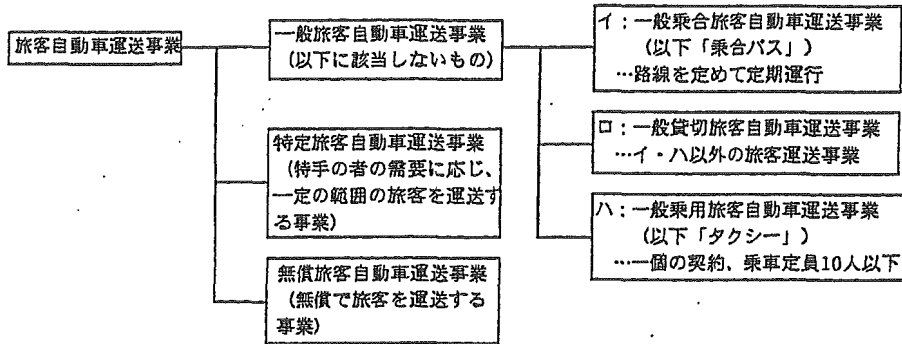 旅客自動車運送事業
一般旅客自動車運送事業
(以下に該当しないもの)
特定旅客自動車運送事業
(特手の者の需要に応じ、
一定の範囲の旅客を運送す
る事業)
無償旅客自動車運送事業
(無償で旅客を運送する
事業)
イ:一般乗合旅客自動車運送事業
(以下「乗合バス」)
…路線を定めて定期運行
ロ:一般貸切旅客自動車運送事業
…イ・ハ以外の旅客運送事業
ハ:一般乗用旅客自動車運送事業
(以下「タクシー」)
…一個の契約、乗車定員10人以下